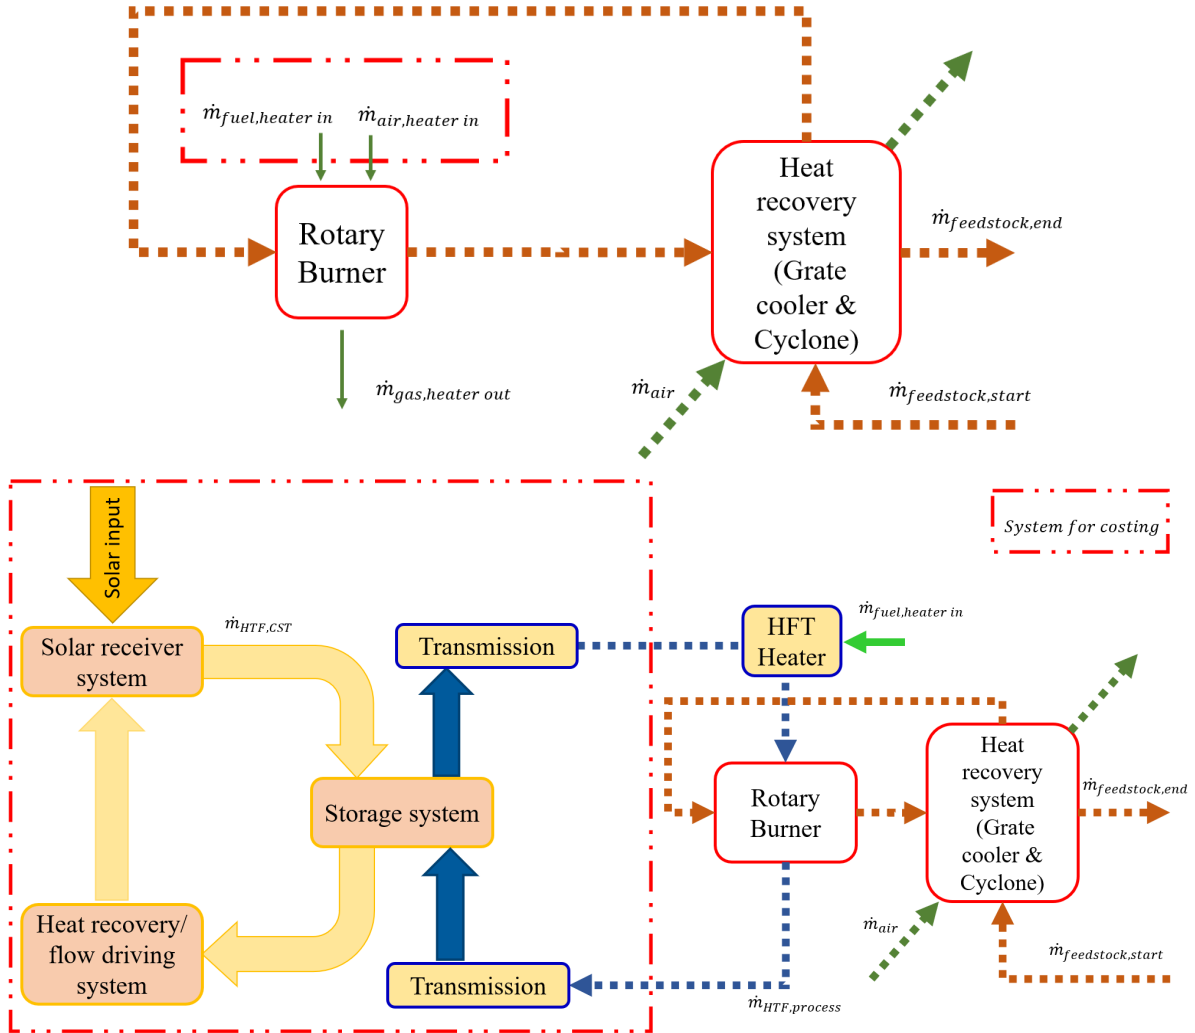 ṁfuel,heater in
ṁair,heater in
Rotary
Burner
ṁgas,heater out
Heat
recovery
system
(Grate
cooler &
Cyclone)
ṁfeedstock,end
ṁair
ṁfeedstock,start
Solar input
System for costing
Solar receiver
system
ṁHTF,CST
Transmission
HFT
Heater
ṁfuel,heater in
Storage system
Rotary
Burner
Heat
recovery
system
(Grate
cooler &
Cyclone)
ṁfeedstock,end
Heat recovery/
flow driving
system
Transmission
ṁHTF,process
ṁair
ṁfeedstock,start